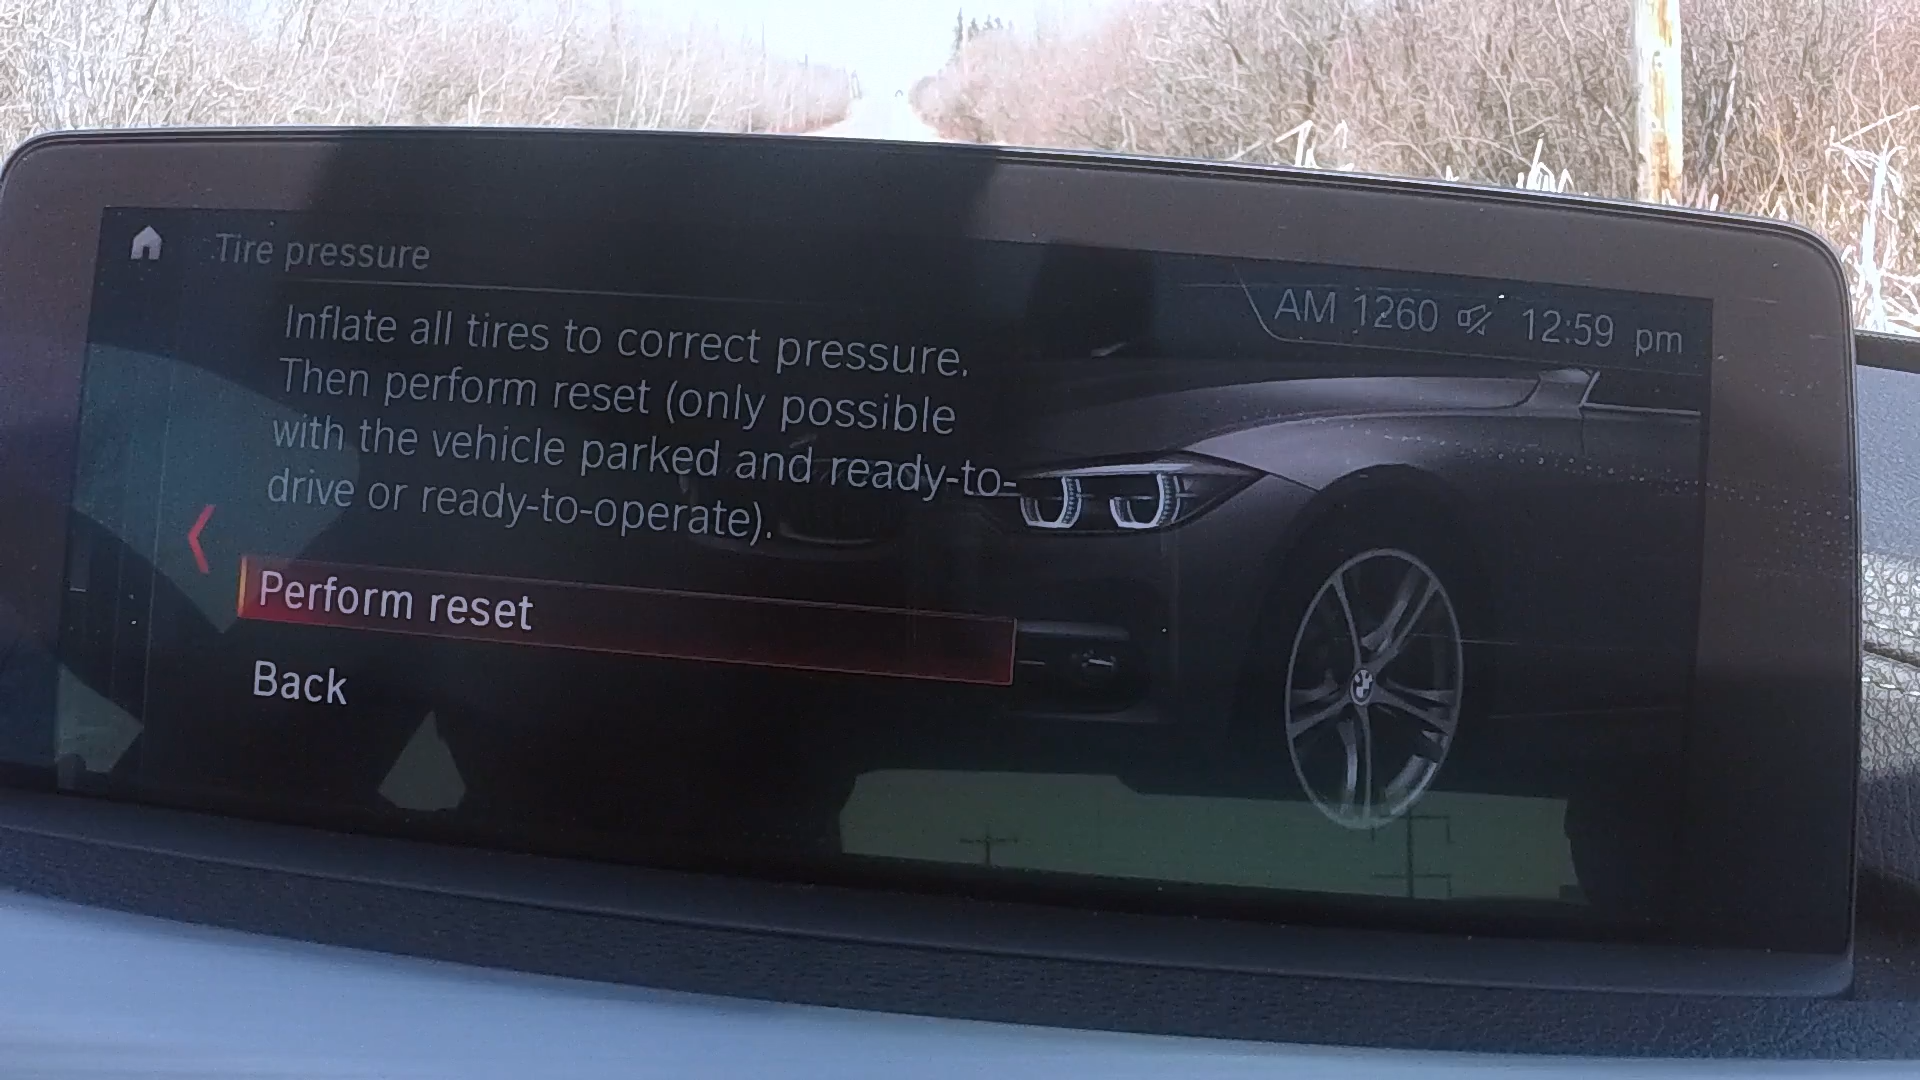 Tire pressure
AM 1260 12:59 pm
Inflate all tires to correct pressure.
Then perform reset (only possible
with the vehicle parked and ready-to-
drive or ready-to-operate).
Perform reset
Back